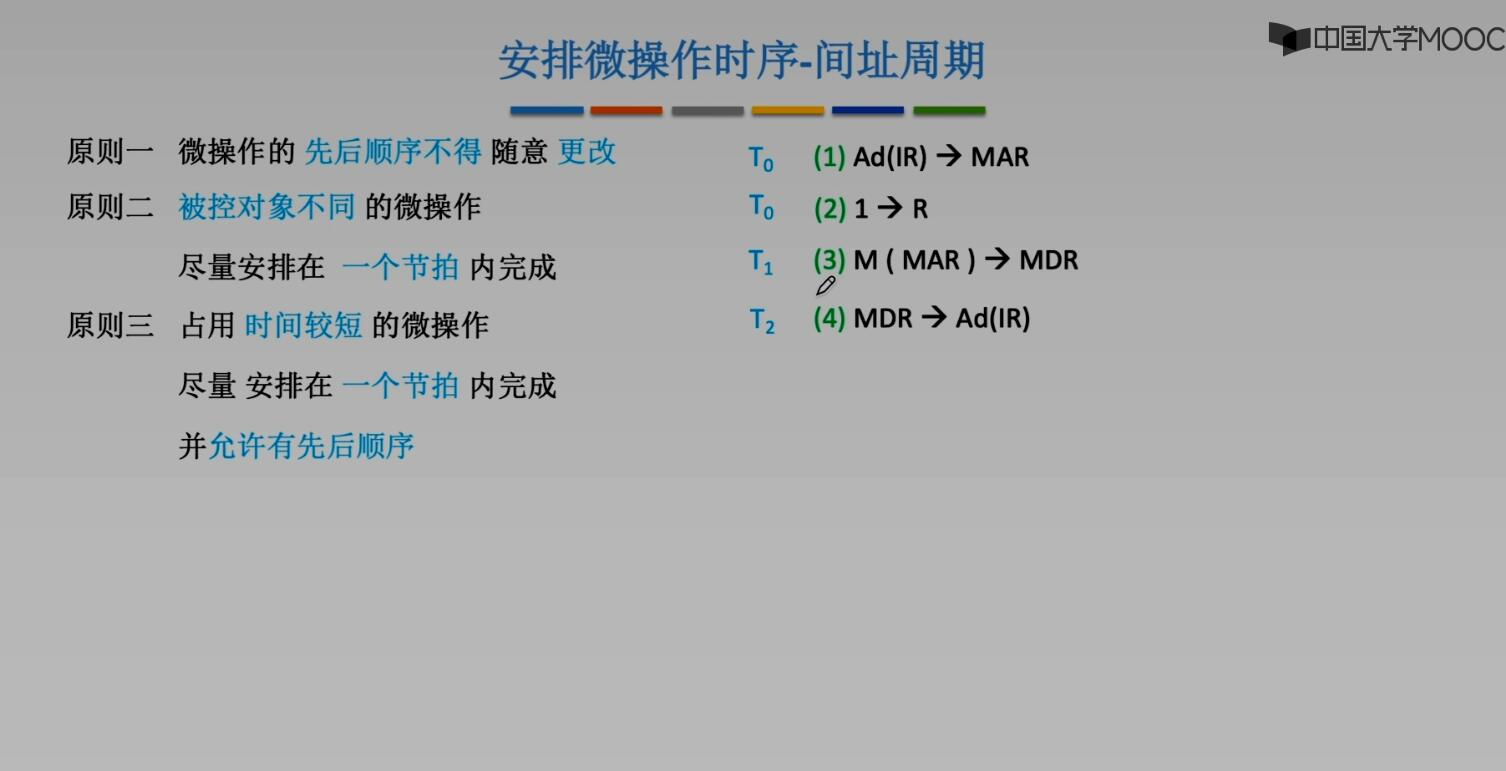 中国大学MOOC
安排微操作时序-间址周期
原则一 微操作的 先后顺序不得 随意 更改
原则二 被控对象不同 的微操作
尽量安排在 一个节拍 内完成
原则三 占用 时间较短 的微操作
尽量 安排在 一个节拍 内完成
并允许有先后顺序
T₀ (1) Ad(IR) → MAR
T₀ (2) 1 → R
T₁ (3) M ( MAR ) → MDR
T₂ (4) MDR → Ad(IR)